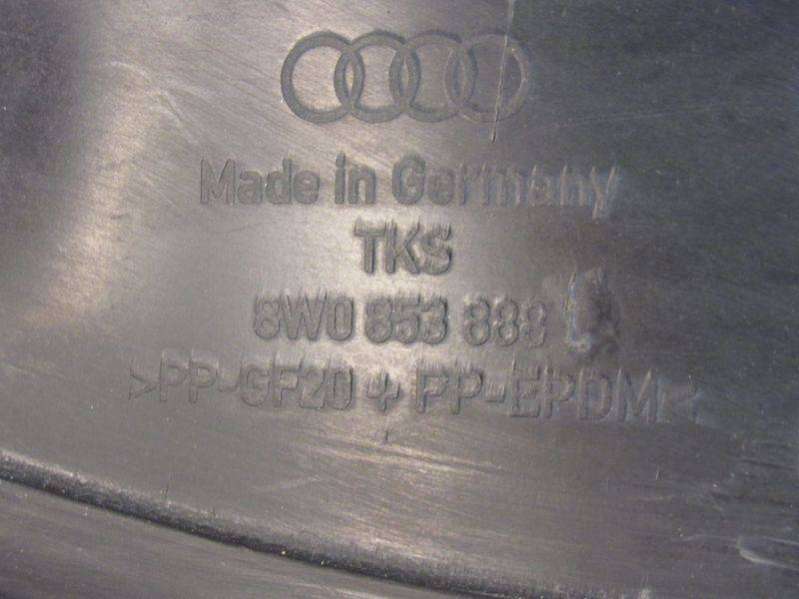 Made in Germany
TKS
8W0 853 888
>PP-GF20 + PP-EPDM<